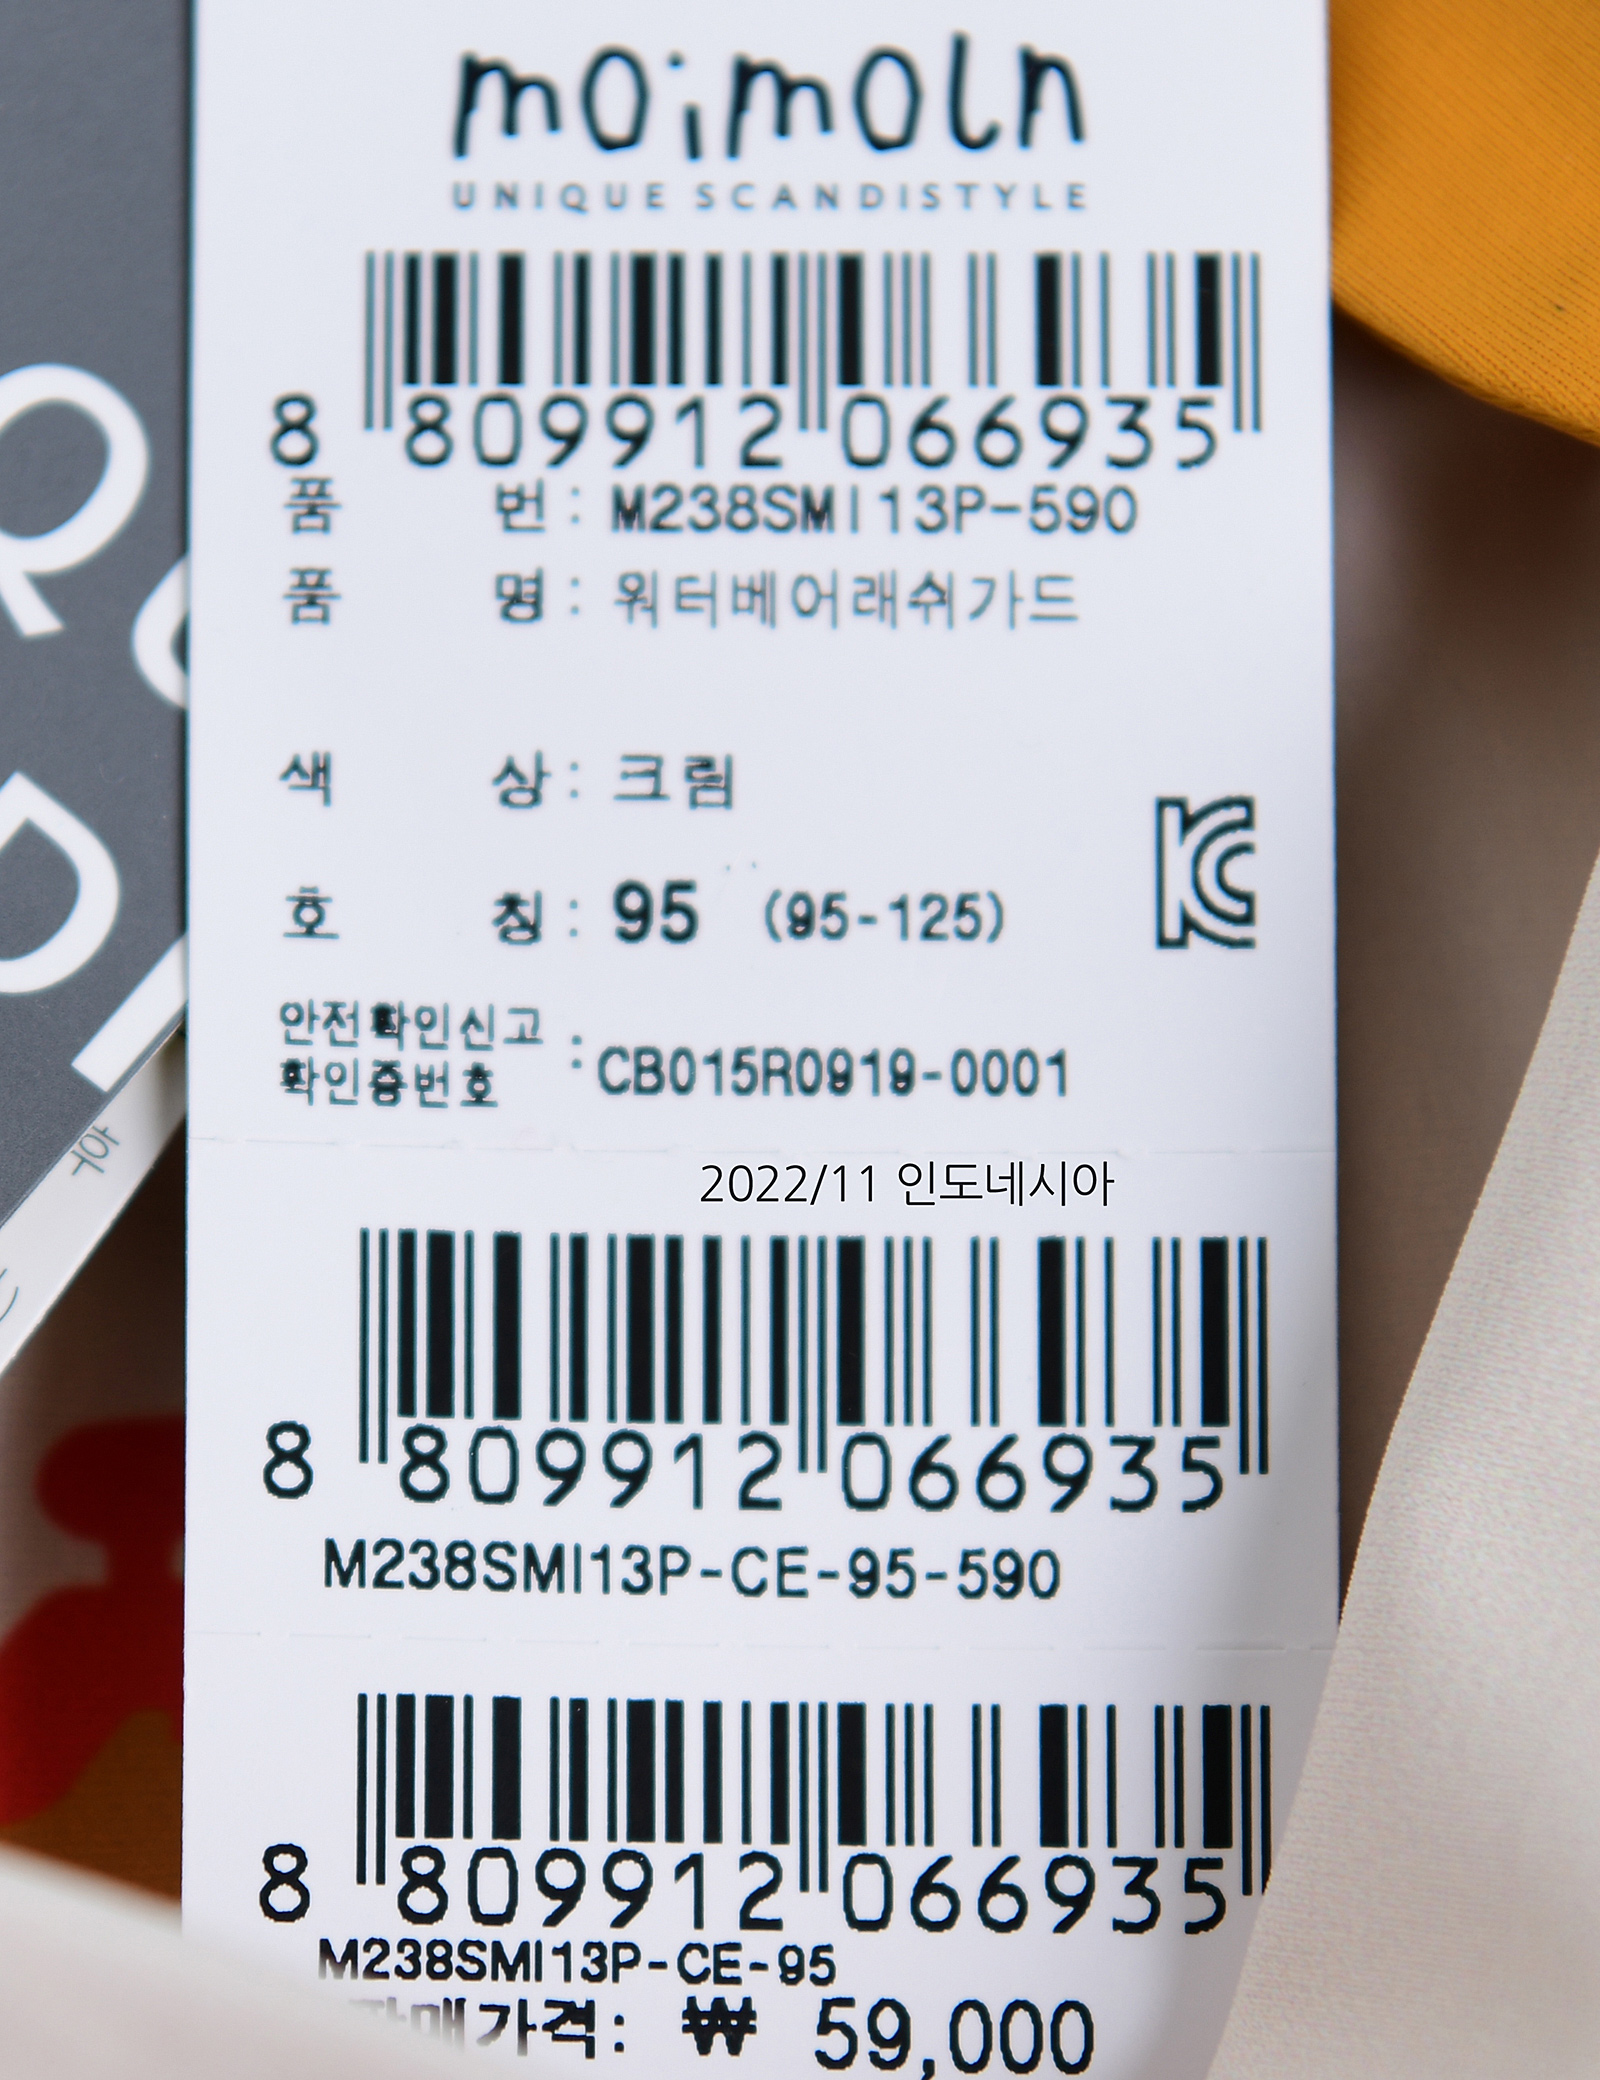 moimoln
UNIQUE SCANDISTYLE
8 809912 066935
품 번 : M238SMI13P-590
품 명 : 워터베어래쉬가드
색 상 : 크림
호 칭 : 95 (95-125)
안전확인신고
확인증번호 : CB015R0919-0001
2022/11 인도네시아
8 809912 066935
M238SMI13P-CE-95-590
8 809912 066935
M238SMI13P-CE-95
판매가격: ₩ 59,000